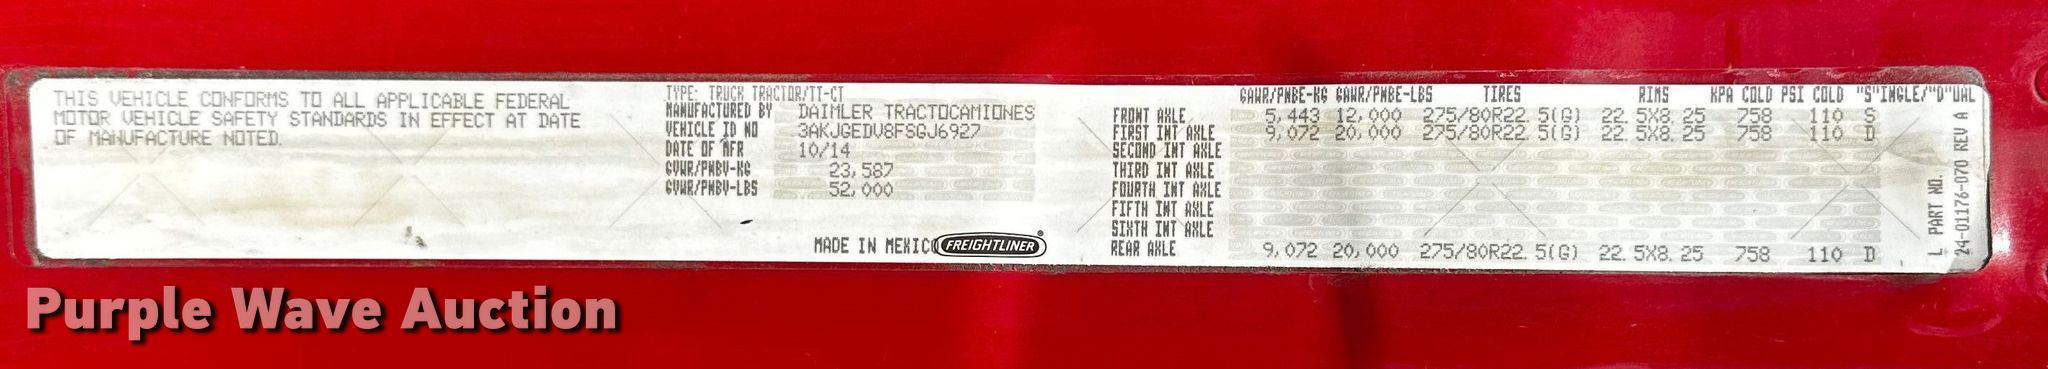 THIS VEHICLE CONFORMS TO ALL APPLICABLE FEDERAL
MOTOR VEHICLE SAFETY STANDARDS IN EFFECT AT DATE
OF MANUFACTURE NOTED.
TYPE: TRUCK TRACTOR/TT-CT
MANUFACTURED BY DAIMLER TRACTOCAMIONES
VEHICLE ID NO 3AKJGEDV8FSGJ6927
DATE OF MFR 10/14
GVWR/PNBV-KG 23,587
GVWR/PNBV-LBS 52,000
MADE IN MEXICO FREIGHTLINER®
GAWR/PNBE-KG GAWR/PNBE-LBS TIRES RIMS KPA COLD PSI COLD "S"INGLE/"D"UAL
FRONT AXLE 5,443 12,000 275/80R22.5(G) 22.5X8.25 758 110 S
FIRST INT AXLE 9,072 20,000 275/80R22.5(G) 22.5X8.25 758 110 D
SECOND INT AXLE
THIRD INT AXLE
FOURTH INT AXLE
FIFTH INT AXLE
SIXTH INT AXLE
REAR AXLE 9,072 20,000 275/80R22.5(G) 22.5X8.25 758 110 D
L PART NO.
24-01176-070 REV A
Purple Wave Auction